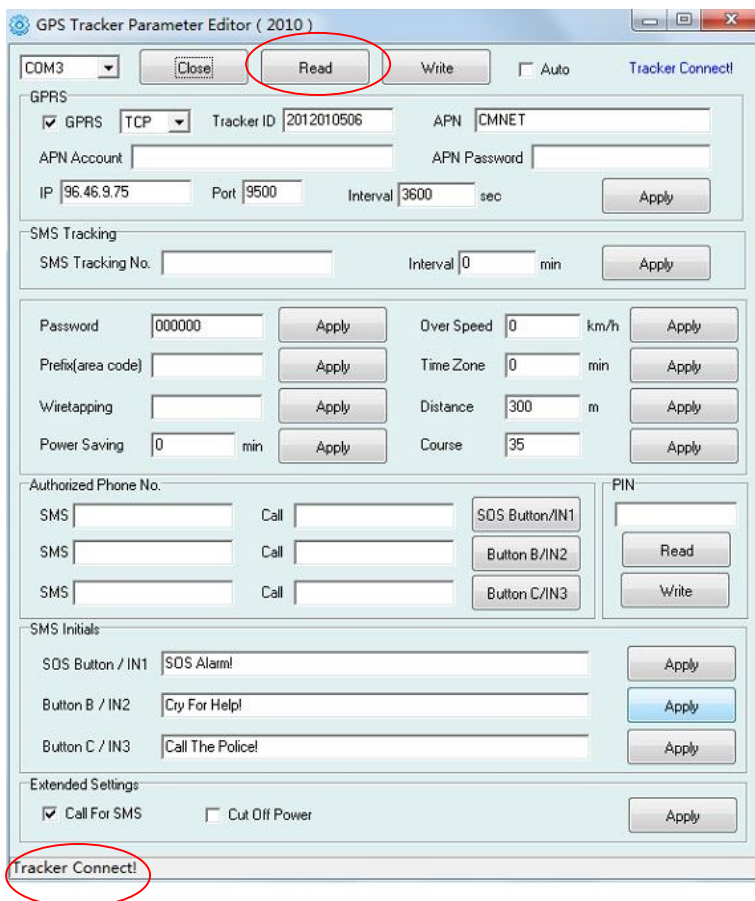 GPS Tracker Parameter Editor ( 2010 )
COM3 Close Read Write Auto Tracker Connect!
GPRS
GPRS TCP Tracker ID 2012010506 APN CMNET
APN Account APN Password
IP 96.46.9.75 Port 9500 Interval 3600 sec Apply
SMS Tracking
SMS Tracking No. Interval 0 min Apply
Password 000000 Apply Over Speed 0 km/h Apply
Prefix(area code) Apply Time Zone 0 min Apply
Wiretapping Apply Distance 300 m Apply
Power Saving 0 min Apply Course 35 Apply
Authorized Phone No. PIN
SMS Call SOS Button/IN1
SMS Call Button B/IN2 Read
SMS Call Button C/IN3 Write
SMS Initials
SOS Button / IN1 SOS Alarm! Apply
Button B / IN2 Cry For Help! Apply
Button C / IN3 Call The Police! Apply
Extended Settings
Call For SMS Cut Off Power Apply
Tracker Connect!